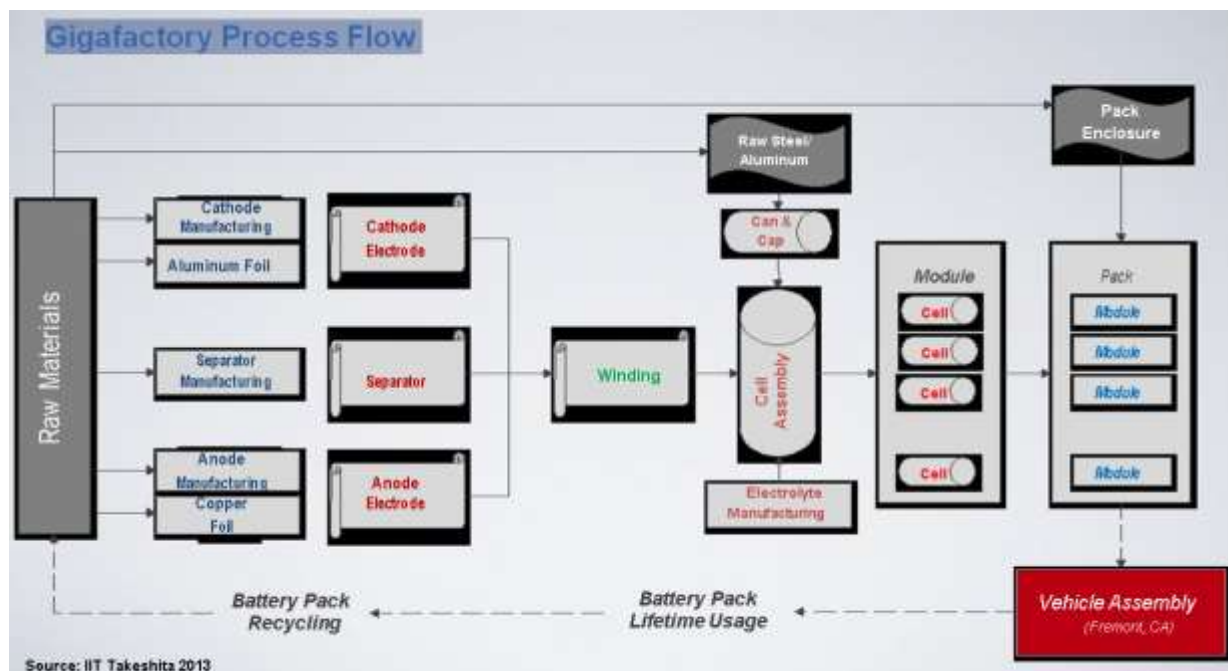 Gigafactory Process Flow
Pack
Enclosure
Raw Steel/
Aluminum
Raw Materials
Cathode
Manufacturing
Aluminum Foil
Cathode
Electrode
Can &
Cap
Module
Pack
Cell
Module
Cell
Module
Cell
Module
Cell
Module
Separator
Manufacturing
Separator
Winding
Cell
Assembly
Anode
Manufacturing
Copper
Foil
Anode
Electrode
Electrolyte
Manufacturing
Battery Pack
Recycling
Battery Pack
Lifetime Usage
Vehicle Assembly
(Fremont, CA)
Source: IIT Takeshita 2013